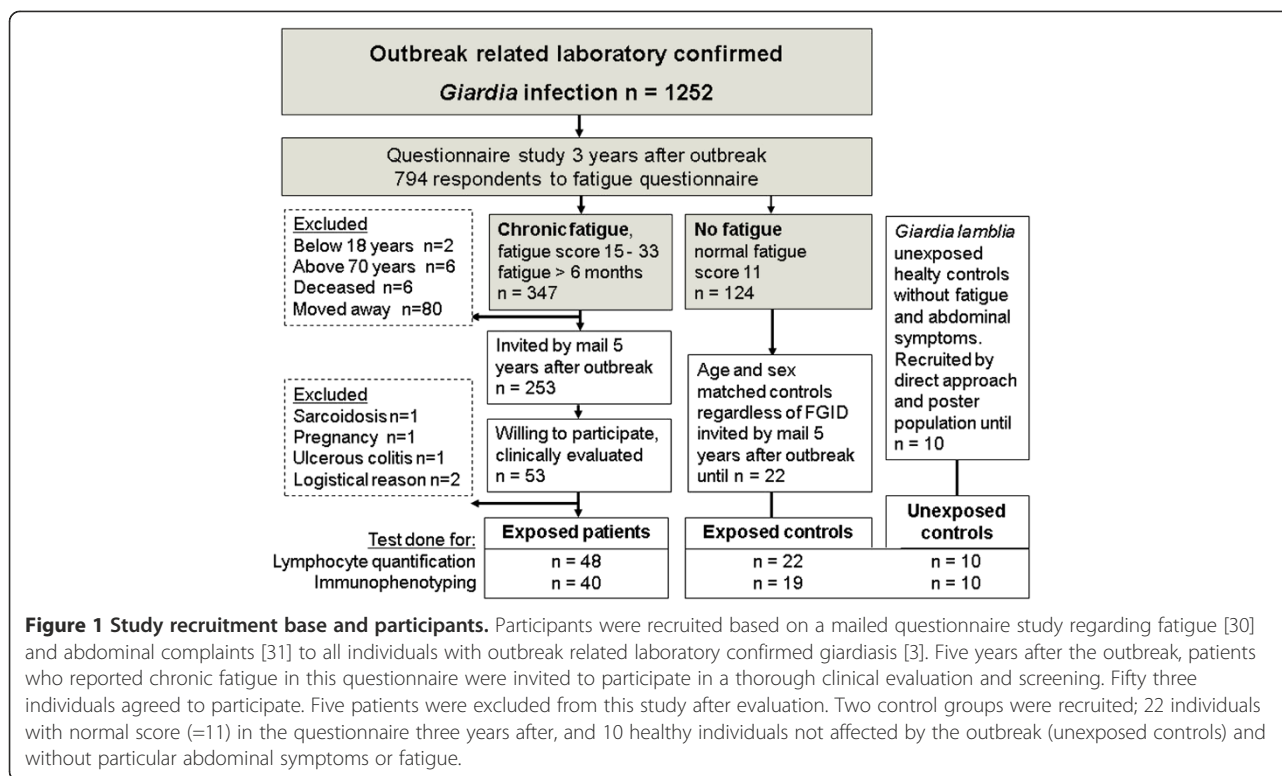 Outbreak related laboratory confirmed
Giardia infection n = 1252
Questionnaire study 3 years after outbreak
794 respondents to fatigue questionnaire
Excluded
Below 18 years n=2
Above 70 years n=6
Deceased n=6
Moved away n=80
Chronic fatigue,
fatigue score 15- 33
fatigue > 6 months
n = 347
No fatigue
normal fatigue
score 11
n = 124
Giardia lamblia
unexposed
healty controls
without fatigue
and abdominal
symptoms.
Recruited by
direct approach
and poster
population until
n = 10
Invited by mail 5
years after outbreak
n = 253
Age and sex
matched controls
regardless of FGID
invited by mail 5
years after outbreak
until n = 22
Excluded
Sarcoidosis n=1
Pregnancy n=1
Ulcerous colitis n=1
Logistical reason n=2
Willing to participate,
clinically evaluated
n = 53
Test done for:
Lymphocyte quantification
Immunophenotyping
Exposed patients
n = 48
n = 40
Exposed controls
n = 22
n = 19
Unexposed
controls
n = 10
n = 10
Figure 1 Study recruitment base and participants. Participants were recruited based on a mailed questionnaire study regarding fatigue [30]
and abdominal complaints [31] to all individuals with outbreak related laboratory confirmed giardiasis [3]. Five years after the outbreak, patients
who reported chronic fatigue in this questionnaire were invited to participate in a thorough clinical evaluation and screening. Fifty three
individuals agreed to participate. Five patients were excluded from this study after evaluation. Two control groups were recruited; 22 individuals
with normal score (=11) in the questionnaire three years after, and 10 healthy individuals not affected by the outbreak (unexposed controls) and
without particular abdominal symptoms or fatigue.